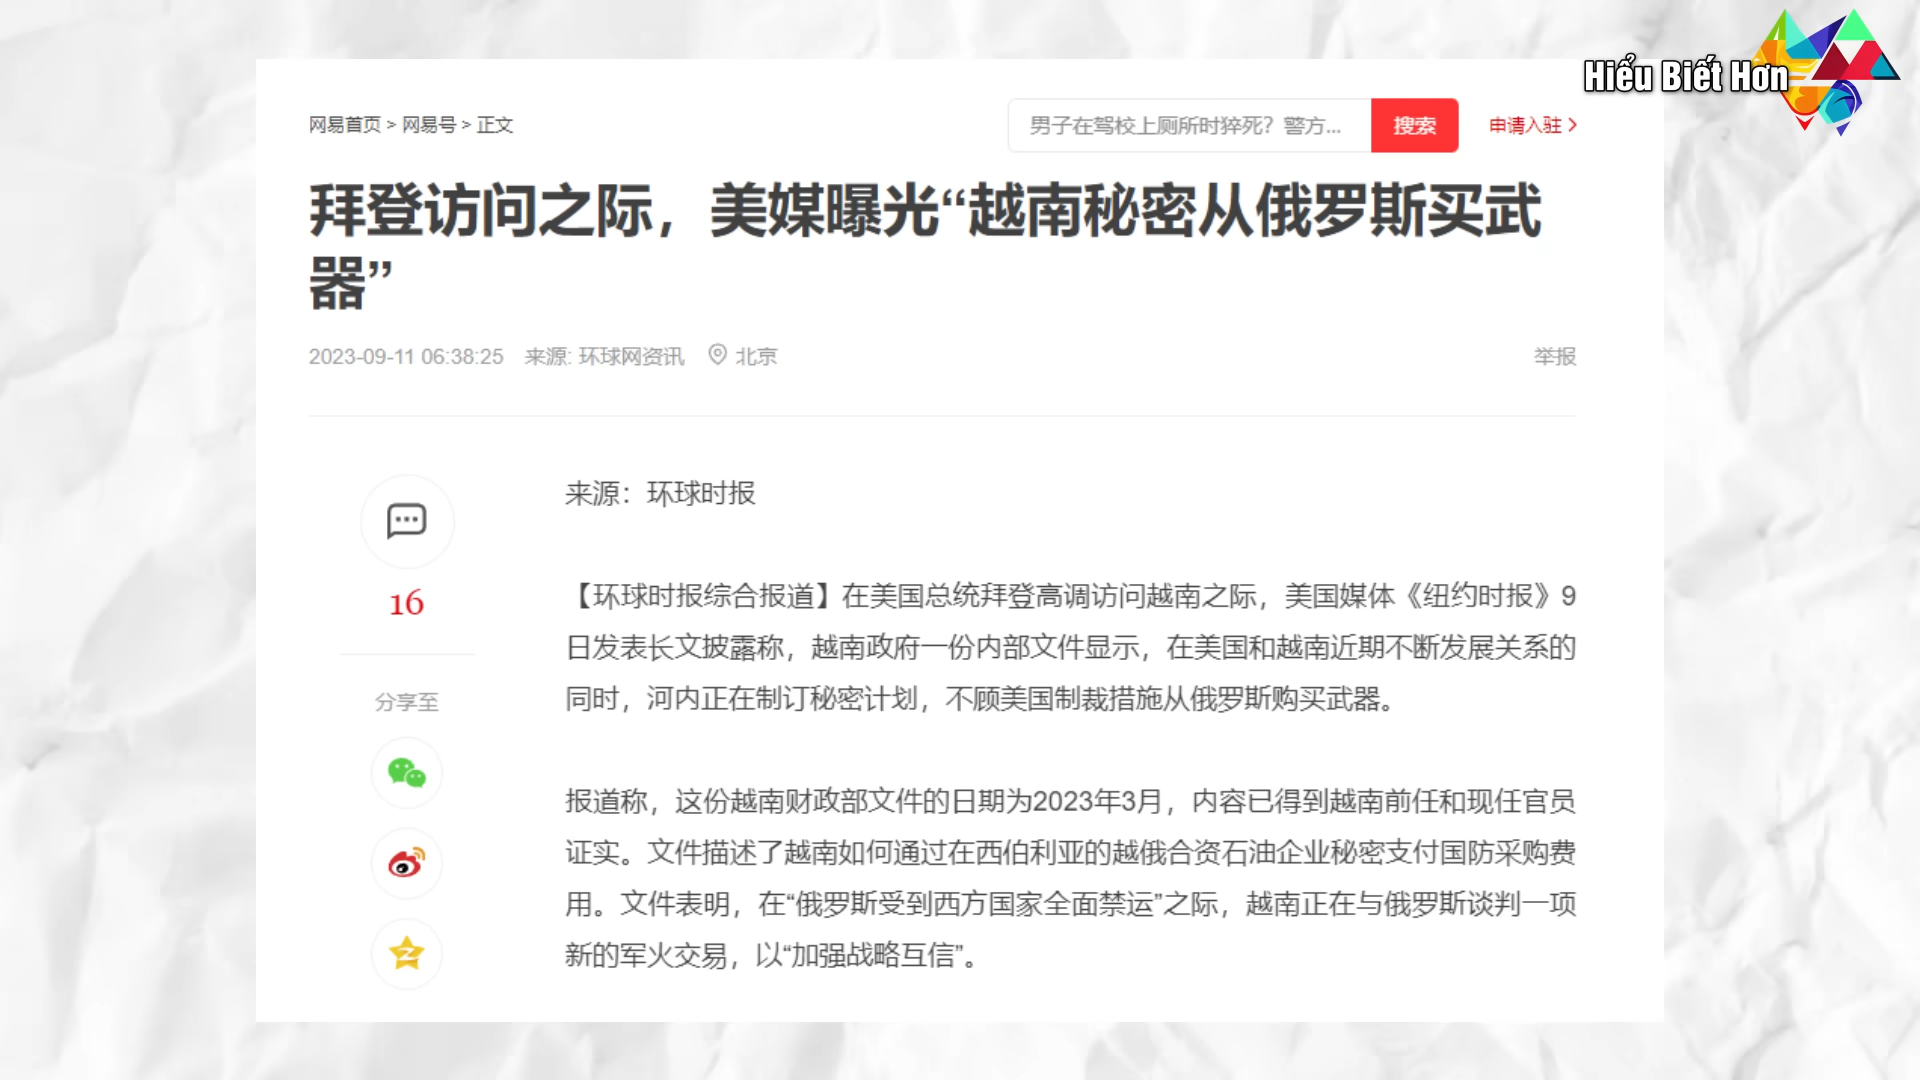 Hiểu Biết Hơn
网易首页 > 网易号 > 正文
男子在驾校上厕所时猝死？警方...
搜索
申请入驻 >
拜登访问之际，美媒曝光“越南秘密从俄罗斯买武
器”
2023-09-11 06:38:25 来源: 环球网资讯 北京
举报
16
分享至
来源：环球时报
【环球时报综合报道】在美国总统拜登高调访问越南之际，美国媒体《纽约时报》9
日发表长文披露称，越南政府一份内部文件显示，在美国和越南近期不断发展关系的
同时，河内正在制订秘密计划，不顾美国制裁措施从俄罗斯购买武器。
报道称，这份越南财政部文件的日期为2023年3月，内容已得到越南前任和现任官员
证实。文件描述了越南如何通过在西伯利亚的越俄合资石油企业秘密支付国防采购费
用。文件表明，在“俄罗斯受到西方国家全面禁运”之际，越南正在与俄罗斯谈判一项
新的军火交易，以“加强战略互信”。